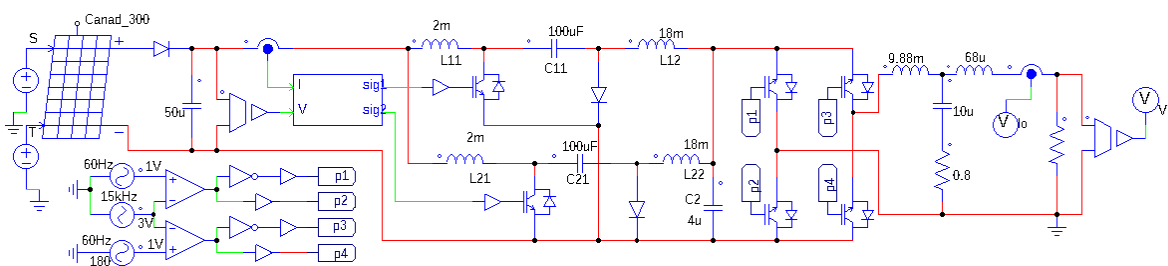 Canad_300
S
+
T
−
50u
I
V
sig1
sig2
2m
L11
100uF
C11
18m
L12
2m
L21
100uF
C21
18m
L22
C2
4u
p1
p3
p2
p4
9.88m
68u
10u
0.8
V
Io
V
V
60Hz
1V
15kHz
3V
60Hz
1V
180
p1
p2
p3
p4